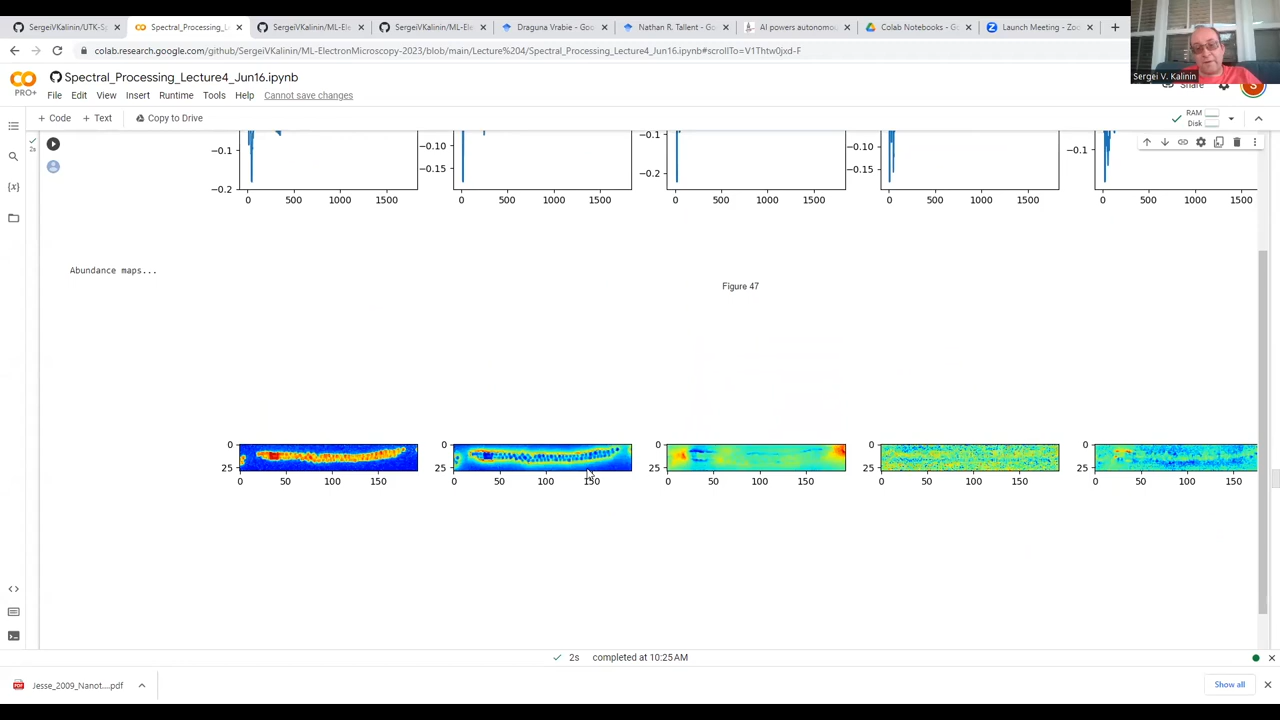 SergeiVKalinin/UTK-S
Spectral_Processing_L
SergeiVKalinin/ML-Ele
SergeiVKalinin/ML-Ele
Draguna Vrabie - Goo
Nathan R. Tallent - Go
AI powers autonomou
Colab Notebooks - Go
Launch Meeting - Zoo
colab.research.google.com/github/SergeiVKalinin/ML-ElectronMicroscopy-2023/blob/main/Lecture%204/Spectral_Processing_Lecture4_Jun16.ipynb#scrollTo=V1Thtw0jxd-F
Sergei V. Kalinin
PRO+
Spectral_Processing_Lecture4_Jun16.ipynb
Share
S
File Edit View Insert Runtime Tools Help Cannot save changes
+ Code + Text Copy to Drive
RAM
Disk
{x}
2s
−0.1 −0.10 −0.1 −0.10 −0.1
−0.2 −0.15 −0.2 −0.15
0 500 1000 1500 0 500 1000 1500 0 500 1000 1500 0 500 1000 1500 0 500 1000 1500
Abundance maps...
Figure 47
0 0 0 0 0
25 25 25 25 25
0 50 100 150 0 50 100 150 0 50 100 150 0 50 100 150 0 50 100 150
2s completed at 10:25 AM
Jesse_2009_Nanot....pdf
Show all